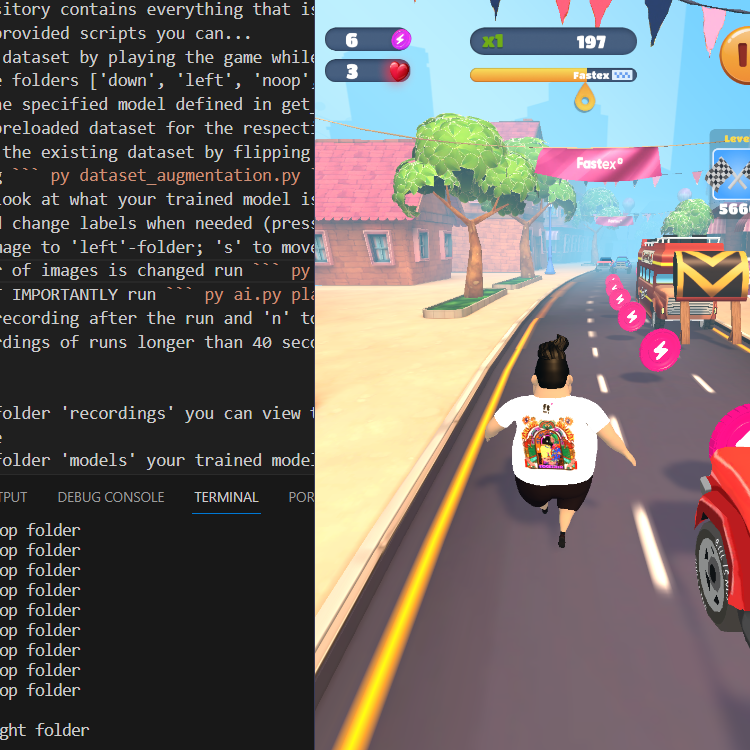 sitory contains everything that is
provided scripts you can...
dataset by playing the game while
e folders ['down', 'left', 'noop',
he specified model defined in get
preloaded dataset for the respecti
the existing dataset by flipping
g ``` py dataset_augmentation.py `
look at what your trained model is
d change labels when needed (press
mage to 'left'-folder; 's' to move
r of images is changed run ``` py
T IMPORTANTLY run ``` py ai.py pla
recording after the run and 'n' to
rdings of runs longer than 40 seco
folder 'recordings' you can view t
e
folder 'models' your trained model
TPUT DEBUG CONSOLE TERMINAL POR
op folder
op folder
op folder
op folder
op folder
op folder
op folder
op folder
op folder
ght folder
6
3
x1 197
Fastex
Fastex
Leve
566